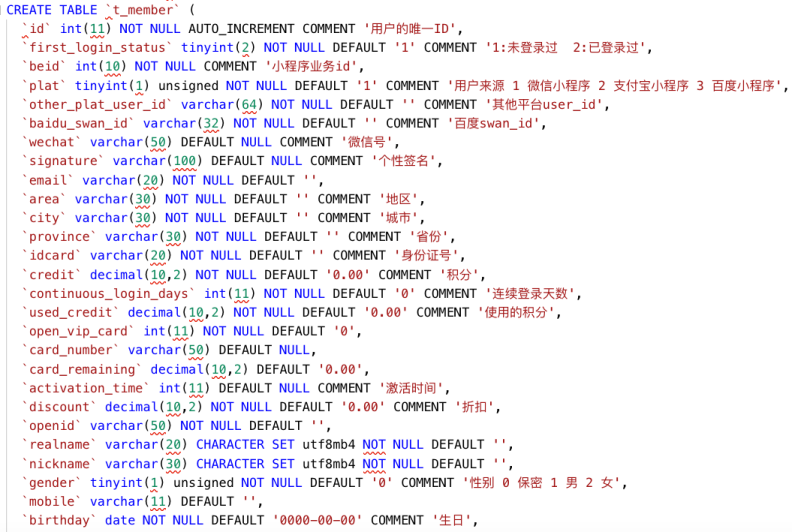 CREATE TABLE `t_member` (
`id` int(11) NOT NULL AUTO_INCREMENT COMMENT '用户的唯一ID',
`first_login_status` tinyint(2) NOT NULL DEFAULT '1' COMMENT '1:未登录过 2:已登录过',
`beid` int(10) NOT NULL COMMENT '小程序业务id',
`plat` tinyint(1) unsigned NOT NULL DEFAULT '1' COMMENT '用户来源 1 微信小程序 2 支付宝小程序 3 百度小程序',
`other_plat_user_id` varchar(64) NOT NULL DEFAULT '' COMMENT '其他平台user_id',
`baidu_swan_id` varchar(32) NOT NULL DEFAULT '' COMMENT '百度swan_id',
`wechat` varchar(50) DEFAULT NULL COMMENT '微信号',
`signature` varchar(100) DEFAULT NULL COMMENT '个性签名',
`email` varchar(20) NOT NULL DEFAULT '',
`area` varchar(30) NOT NULL DEFAULT '' COMMENT '地区',
`city` varchar(30) NOT NULL DEFAULT '' COMMENT '城市',
`province` varchar(30) NOT NULL DEFAULT '' COMMENT '省份',
`idcard` varchar(20) NOT NULL DEFAULT '' COMMENT '身份证号',
`credit` decimal(10,2) NOT NULL DEFAULT '0.00' COMMENT '积分',
`continuous_login_days` int(11) NOT NULL DEFAULT '0' COMMENT '连续登录天数',
`used_credit` decimal(10,2) NOT NULL DEFAULT '0.00' COMMENT '使用的积分',
`open_vip_card` int(11) NOT NULL DEFAULT '0',
`card_number` varchar(50) DEFAULT NULL,
`card_remaining` decimal(10,2) DEFAULT '0.00',
`activation_time` int(11) DEFAULT NULL COMMENT '激活时间',
`discount` decimal(10,2) NOT NULL DEFAULT '0.00' COMMENT '折扣',
`openid` varchar(50) NOT NULL DEFAULT '',
`realname` varchar(20) CHARACTER SET utf8mb4 NOT NULL DEFAULT '',
`nickname` varchar(30) CHARACTER SET utf8mb4 NOT NULL DEFAULT '',
`gender` tinyint(1) unsigned NOT NULL DEFAULT '0' COMMENT '性别 0 保密 1 男 2 女',
`mobile` varchar(11) DEFAULT '',
`birthday` date NOT NULL DEFAULT '0000-00-00' COMMENT '生日',